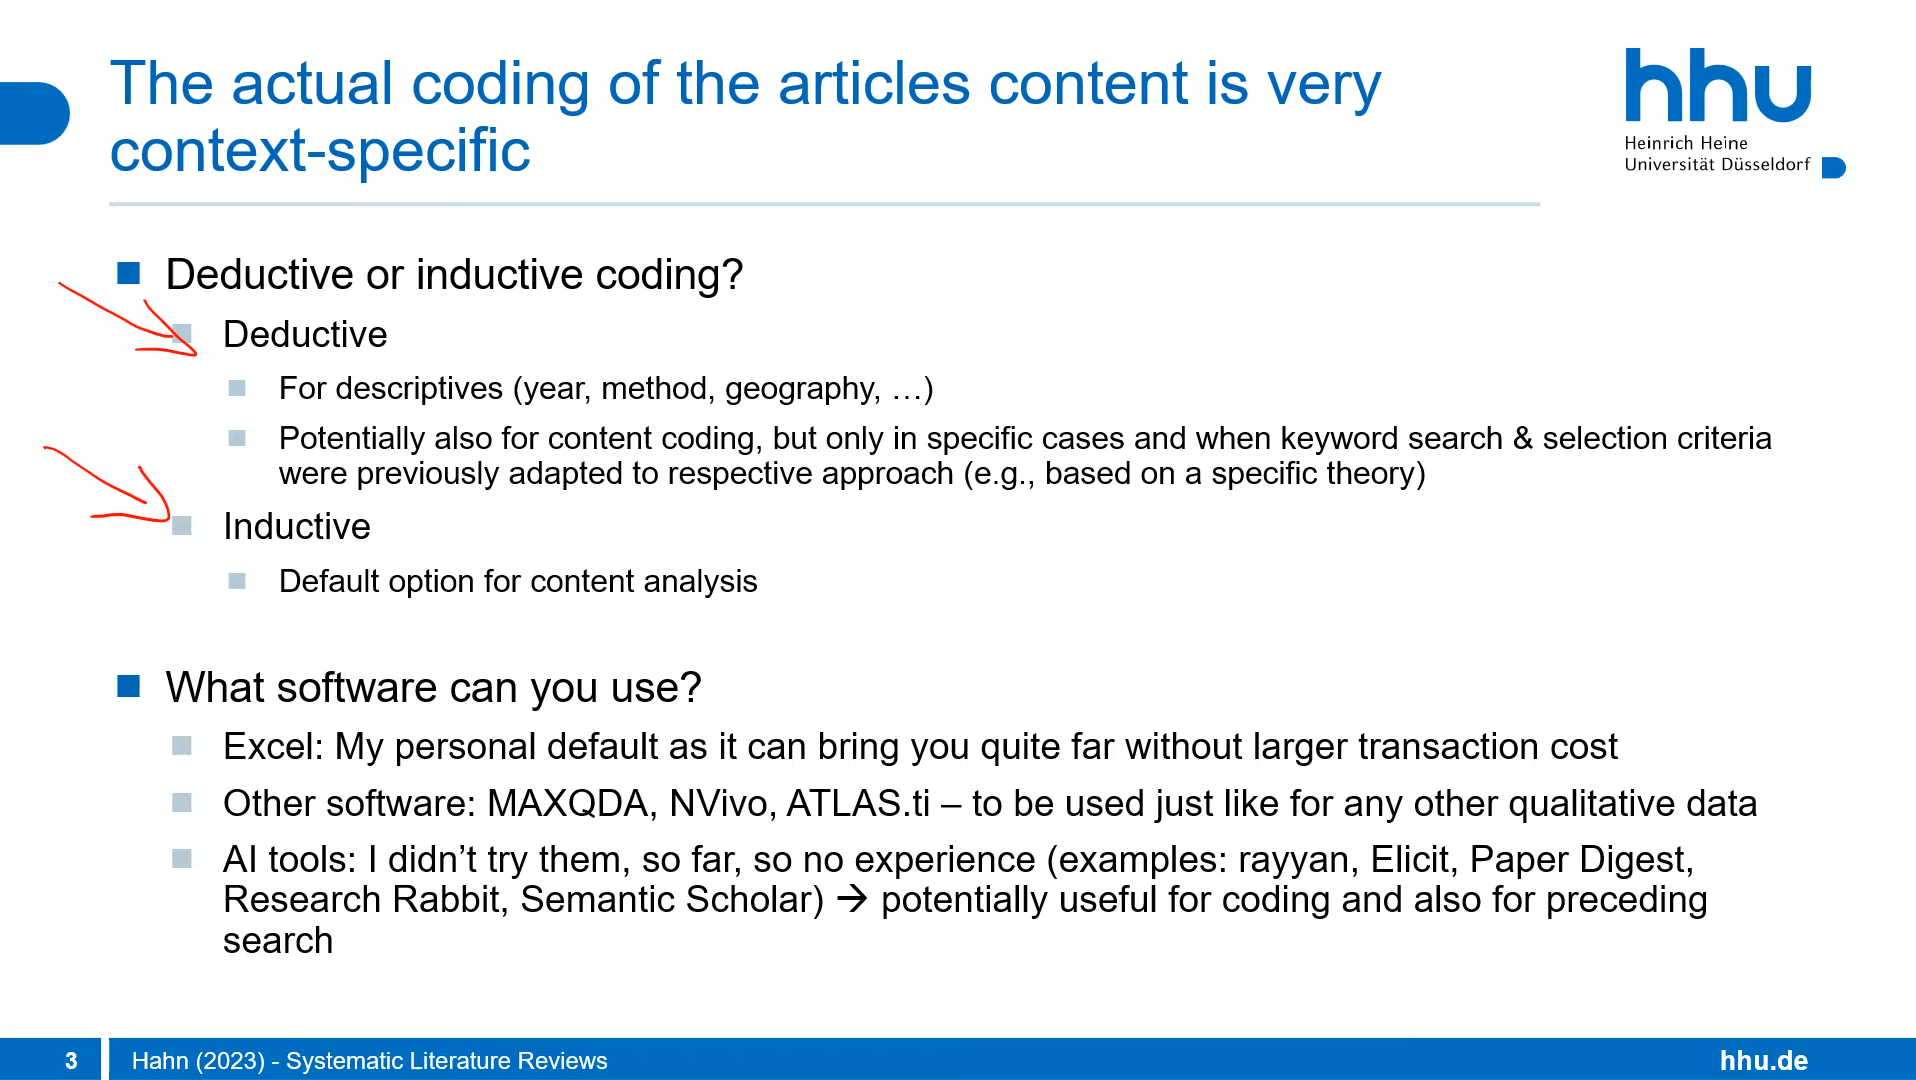 The actual coding of the articles content is very
context-specific
hhu
Heinrich Heine
Universität Düsseldorf
Deductive or inductive coding?
Deductive
For descriptives (year, method, geography, …)
Potentially also for content coding, but only in specific cases and when keyword search & selection criteria
were previously adapted to respective approach (e.g., based on a specific theory)
Inductive
Default option for content analysis
What software can you use?
Excel: My personal default as it can bring you quite far without larger transaction cost
Other software: MAXQDA, NVivo, ATLAS.ti – to be used just like for any other qualitative data
AI tools: I didn’t try them, so far, so no experience (examples: rayyan, Elicit, Paper Digest,
Research Rabbit, Semantic Scholar) → potentially useful for coding and also for preceding
search
3 Hahn (2023) - Systematic Literature Reviews hhu.de